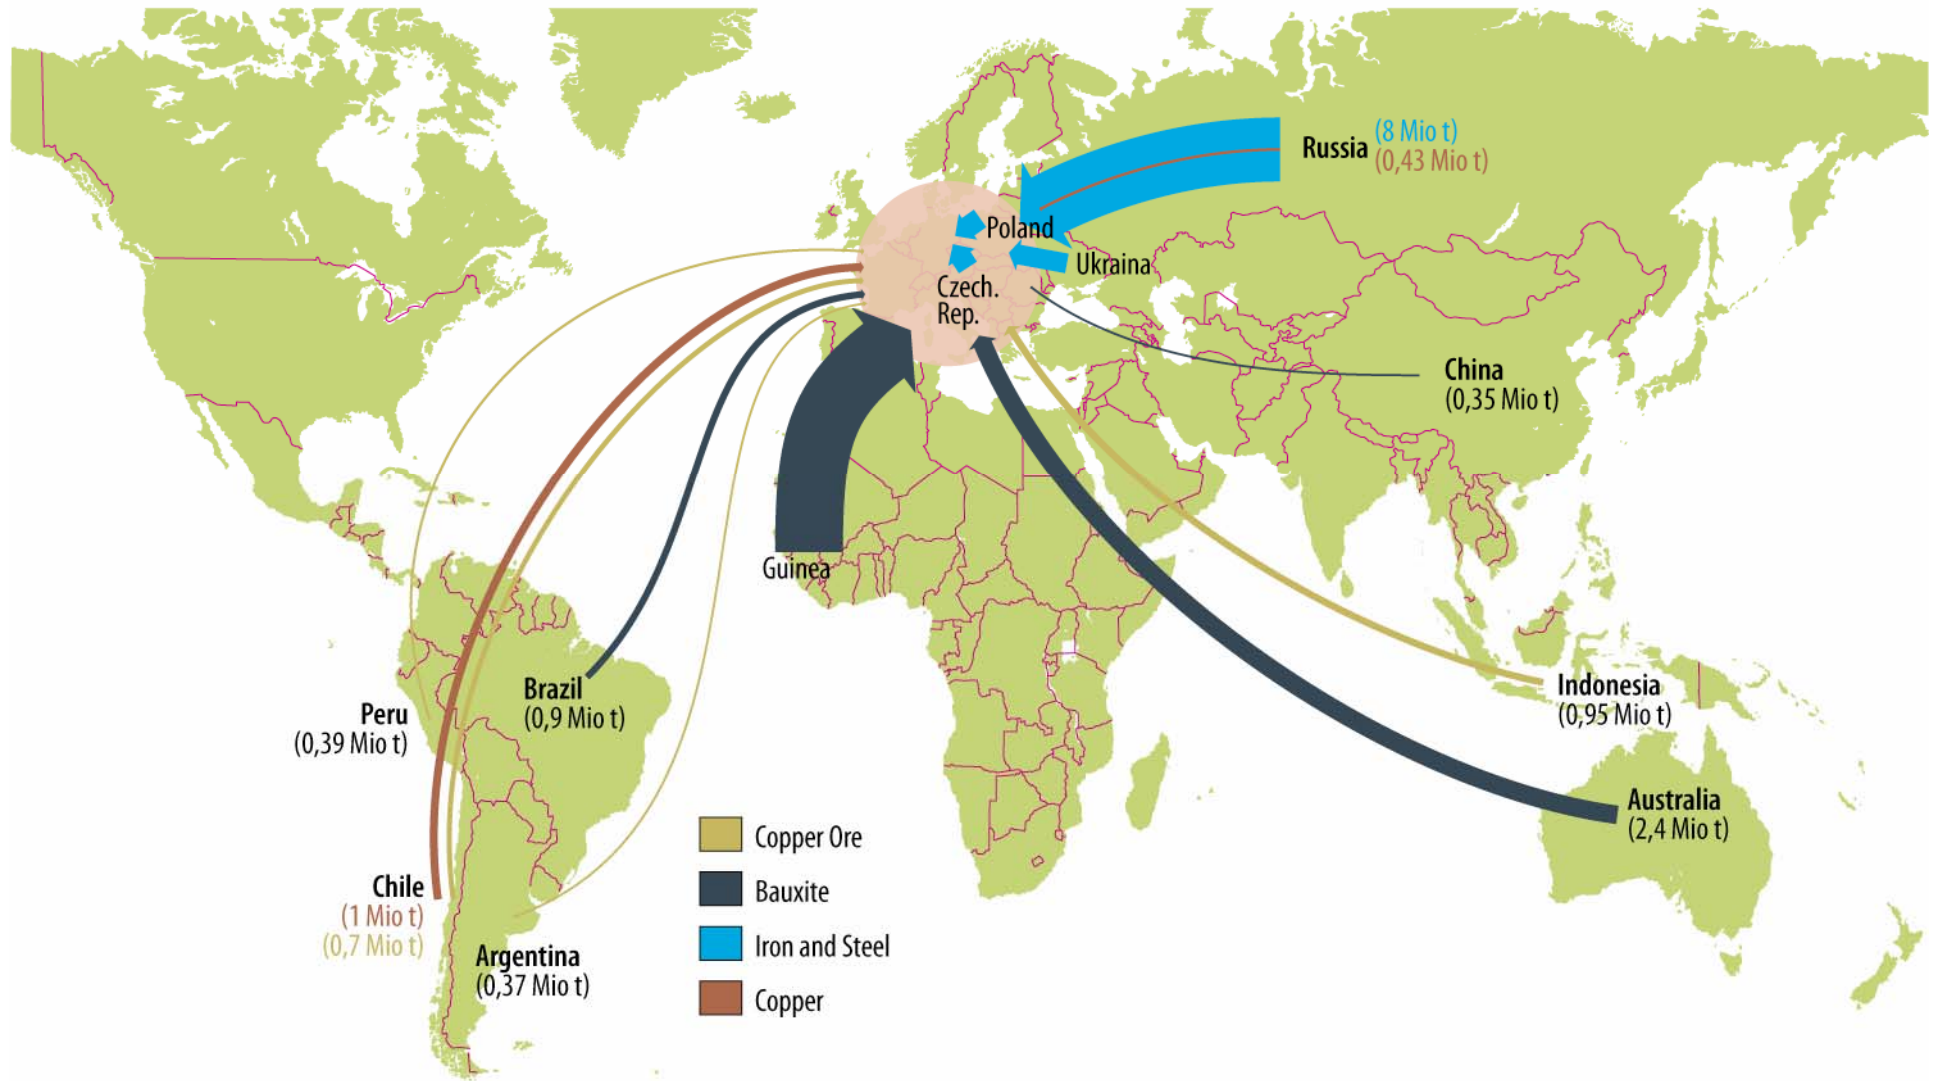 Russia
(8 Mio t)
(0,43 Mio t)
Poland
Ukraina
Czech.
Rep.
China
(0,35 Mio t)
Guinea
Brazil
(0,9 Mio t)
Peru
(0,39 Mio t)
Indonesia
(0,95 Mio t)
Australia
(2,4 Mio t)
Chile
(1 Mio t)
(0,7 Mio t)
Argentina
(0,37 Mio t)
Copper Ore
Bauxite
Iron and Steel
Copper